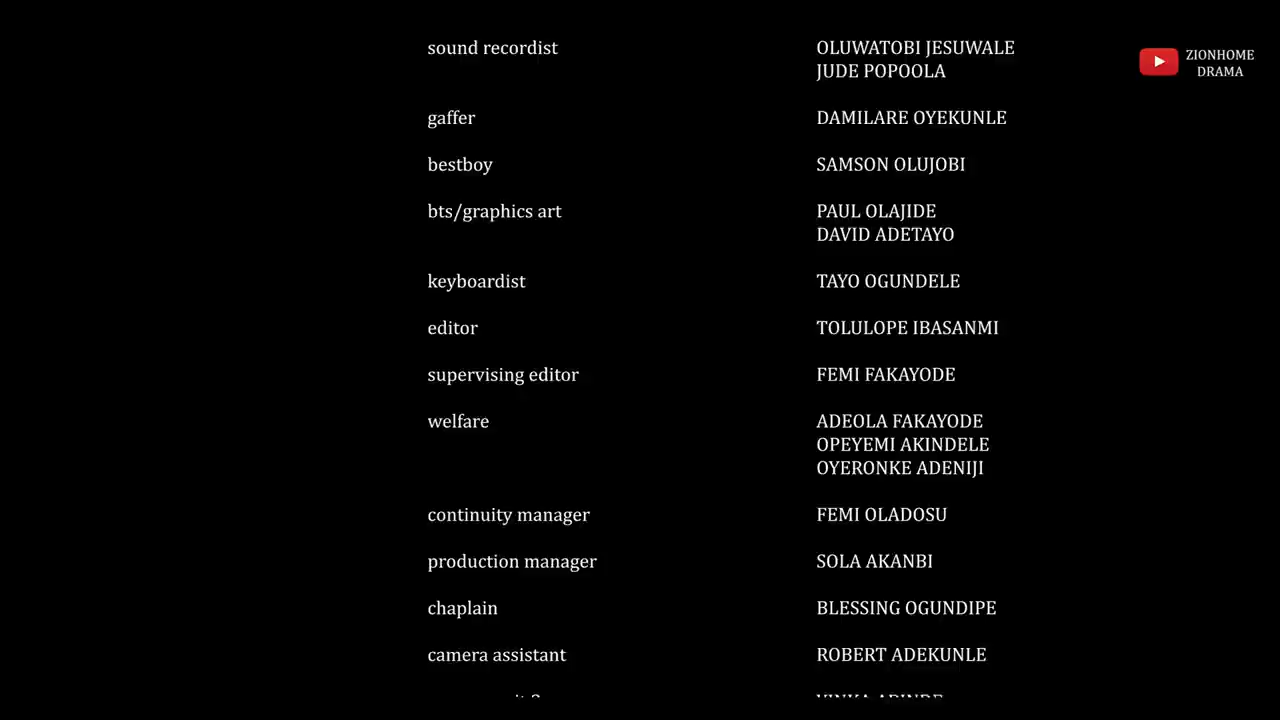 sound recordist OLUWATOBI JESUWALE
JUDE POPOOLA
ZIONHOME
DRAMA
gaffer DAMILARE OYEKUNLE
bestboy SAMSON OLUJOBI
bts/graphics art PAUL OLAJIDE
DAVID ADETAYO
keyboardist TAYO OGUNDELE
editor TOLULOPE IBASANMI
supervising editor FEMI FAKAYODE
welfare ADEOLA FAKAYODE
OPEYEMI AKINDELE
OYERONKE ADENIJI
continuity manager FEMI OLADOSU
production manager SOLA AKANBI
chaplain BLESSING OGUNDIPE
camera assistant ROBERT ADEKUNLE